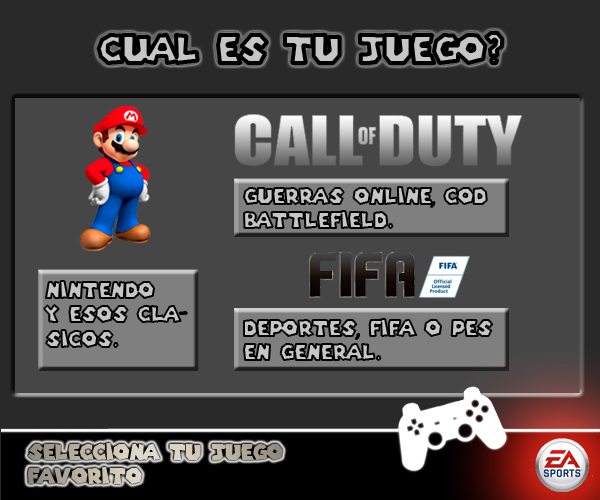 CUAL ES TU JUEGO?
M
CALL OF DUTY
GUERRAS ONLINE, COD
BATTLEFIELD.
FIFA
FIFA
Official
Licensed
Product
NINTENDO
Y ESOS CLA-
SICOS.
DEPORTES, FIFA O PES
EN GENERAL.
SELECCIONA TU JUEGO
FAVORITO
EA
SPORTS